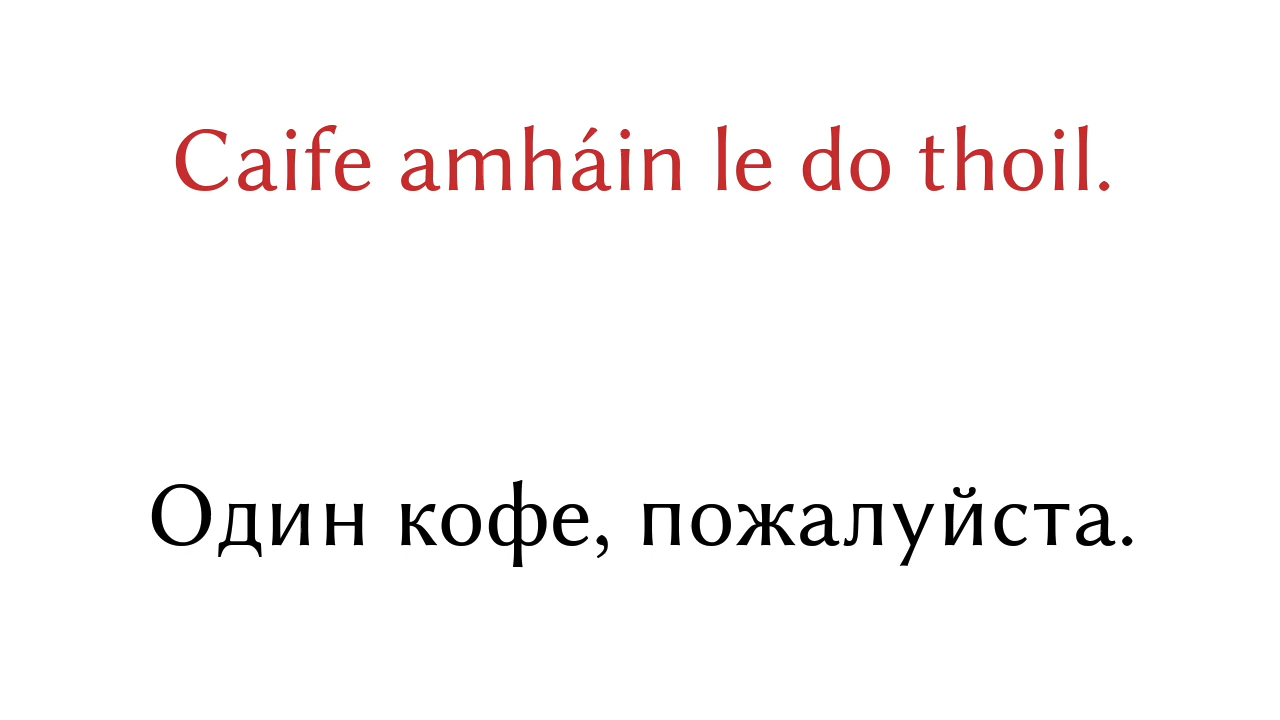 Caife amháin le do thoil.
Один кофе, пожалуйста.